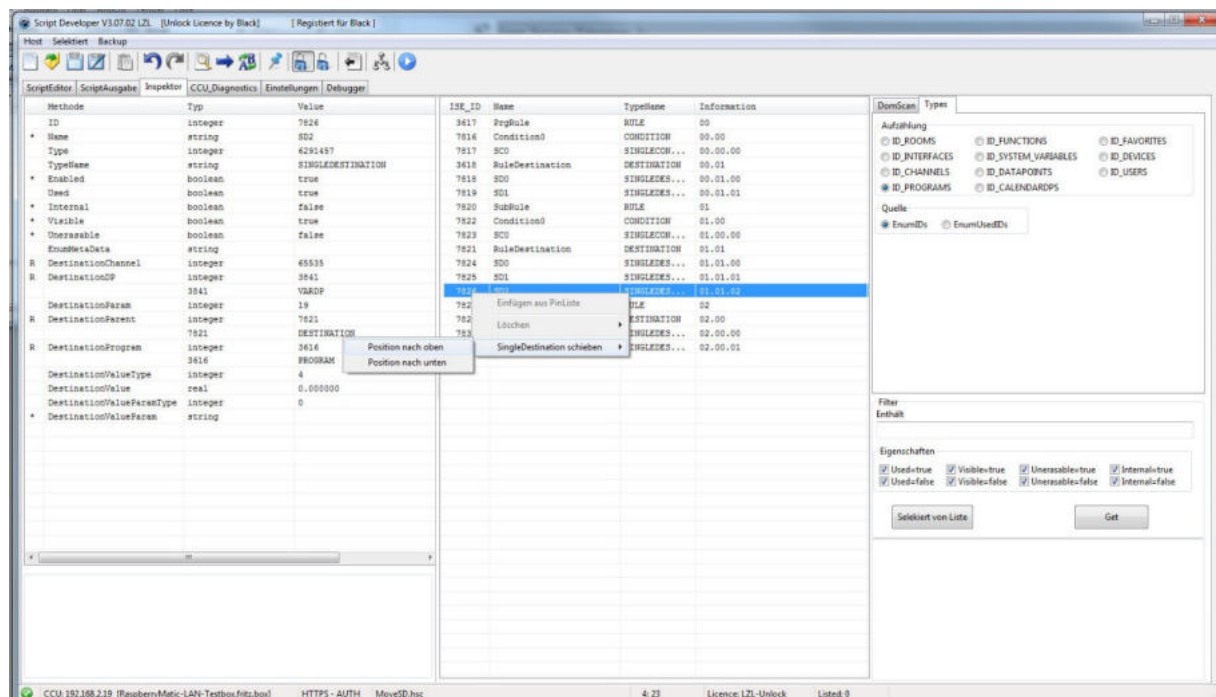 Script Developer V3.07.02 LZL [Unlock Licence by Black] [ Registiert für Black ]
Host Selektiert Backup
ScriptEditor ScriptAusgabe Inspektor CCU_Diagnostics Einstellungen Debugger
Methode Typ Value
ID integer 7826
* Name string SD2
Type integer 6291457
TypeName string SINGLEDESTINATION
* Enabled boolean true
Used boolean true
* Internal boolean false
* Visible boolean true
* Unerasable boolean false
EnumMetaData string
R DestinationChannel integer 65535
R DestinationDP integer 3841
3841 VARDP
DestinationParam integer 19
R DestinationParent integer 7821
7821 DESTINATION
R DestinationProgram integer 3616
3616 PROGRAM
DestinationValueType integer 4
DestinationValue real 0.000000
DestinationValueParamType integer 0
* DestinationValueParam string
ISE_ID Name TypeName Information
3617 PrgRule RULE 00
7816 Condition0 CONDITION 00.00
7817 SC0 SINGLECON... 00.00.00
3618 RuleDestination DESTINATION 00.01
7818 SD0 SINGLEDES... 00.01.00
7819 SD1 SINGLEDES... 00.01.01
7820 SubRule RULE 01
7822 Condition0 CONDITION 01.00
7823 SC0 SINGLECON... 01.00.00
7821 RuleDestination DESTINATION 01.01
7824 SD0 SINGLEDES... 01.01.00
7825 SD1 SINGLEDES... 01.01.01
7826 SD2 SINGLEDES... 01.01.02
782 ULE 02
782 ESTINATION 02.00
783 INGLEDES... 02.00.00
INGLEDES... 02.00.01
Einfügen aus PinListe
Löschen
SingleDestination schieben
Position nach oben
Position nach unten
DomScan Types
Aufzählung
ID_ROOMS ID_FUNCTIONS ID_FAVORITES
ID_INTERFACES ID_SYSTEM_VARIABLES ID_DEVICES
ID_CHANNELS ID_DATAPOINTS ID_USERS
ID_PROGRAMS ID_CALENDARDPS
Quelle
EnumIDs EnumUsedIDs
Filter
Enthält
Eigenschaften
Used=true Visible=true Unerasable=true Internal=true
Used=false Visible=false Unerasable=false Internal=false
Selekiert von Liste Get
CCU: 192.168.2.19 [RaspberryMatic-LAN-Testbox.fritz.box] HTTPS - AUTH MoveSD.hsc 4: 23 Licence: LZL-Unlock Listed: 0